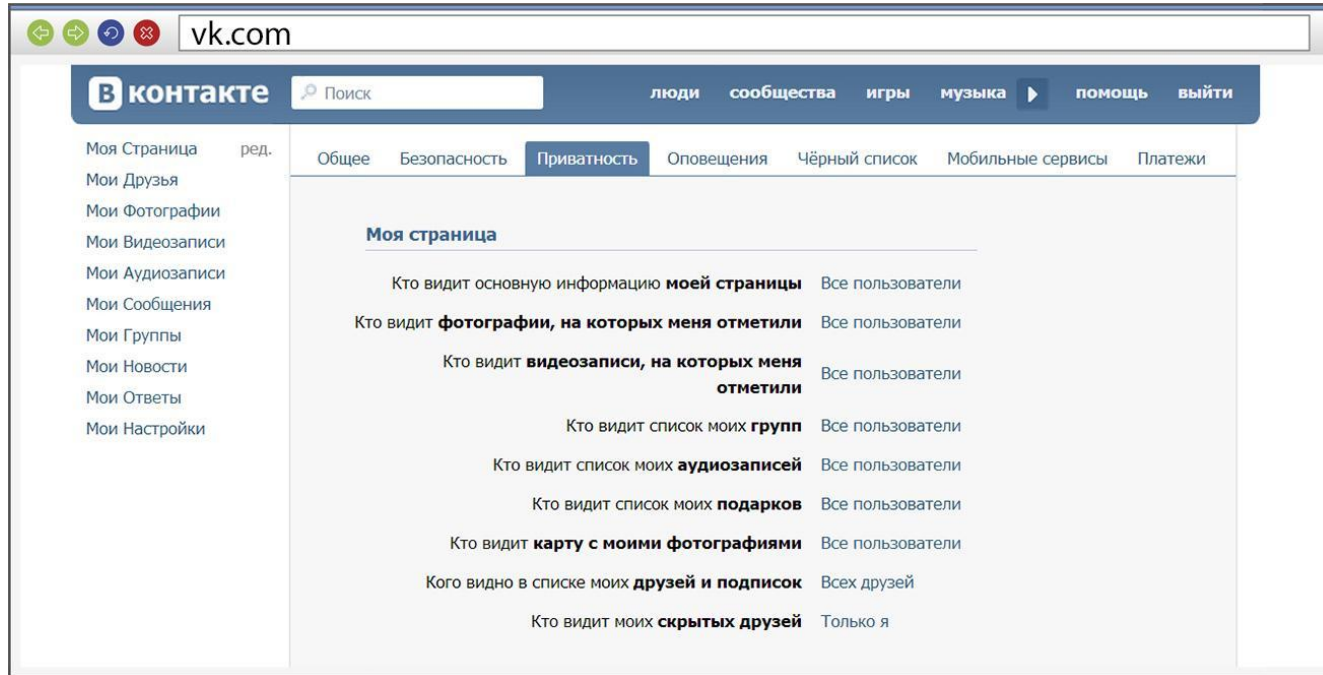 vk.com
В контакте
Поиск
люди сообщества игры музыка помощь выйти
Моя Страница ред.
Мои Друзья
Мои Фотографии
Мои Видеозаписи
Мои Аудиозаписи
Мои Сообщения
Мои Группы
Мои Новости
Мои Ответы
Мои Настройки
Общее Безопасность Приватность Оповещения Чёрный список Мобильные сервисы Платежи
Моя страница
Кто видит основную информацию моей страницы Все пользователи
Кто видит фотографии, на которых меня отметили Все пользователи
Кто видит видеозаписи, на которых меня
отметили Все пользователи
Кто видит список моих групп Все пользователи
Кто видит список моих аудиозаписей Все пользователи
Кто видит список моих подарков Все пользователи
Кто видит карту с моими фотографиями Все пользователи
Кого видно в списке моих друзей и подписок Всех друзей
Кто видит моих скрытых друзей Только я